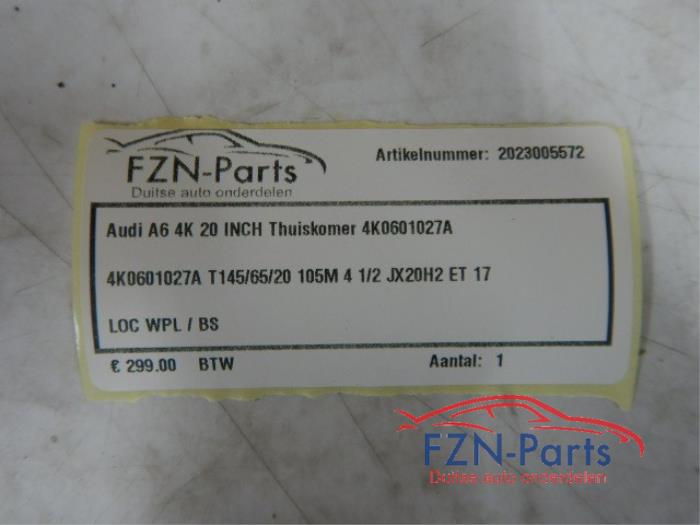 FZN-Parts
Duitse auto onderdelen
Artikelnummer: 2023005572
Audi A6 4K 20 INCH Thuiskomer 4K0601027A
4K0601027A T145/65/20 105M 4 1/2 JX20H2 ET 17
LOC WPL / BS
€ 299.00 BTW
Aantal: 1
FZN-Parts
Duitse auto onderdelen